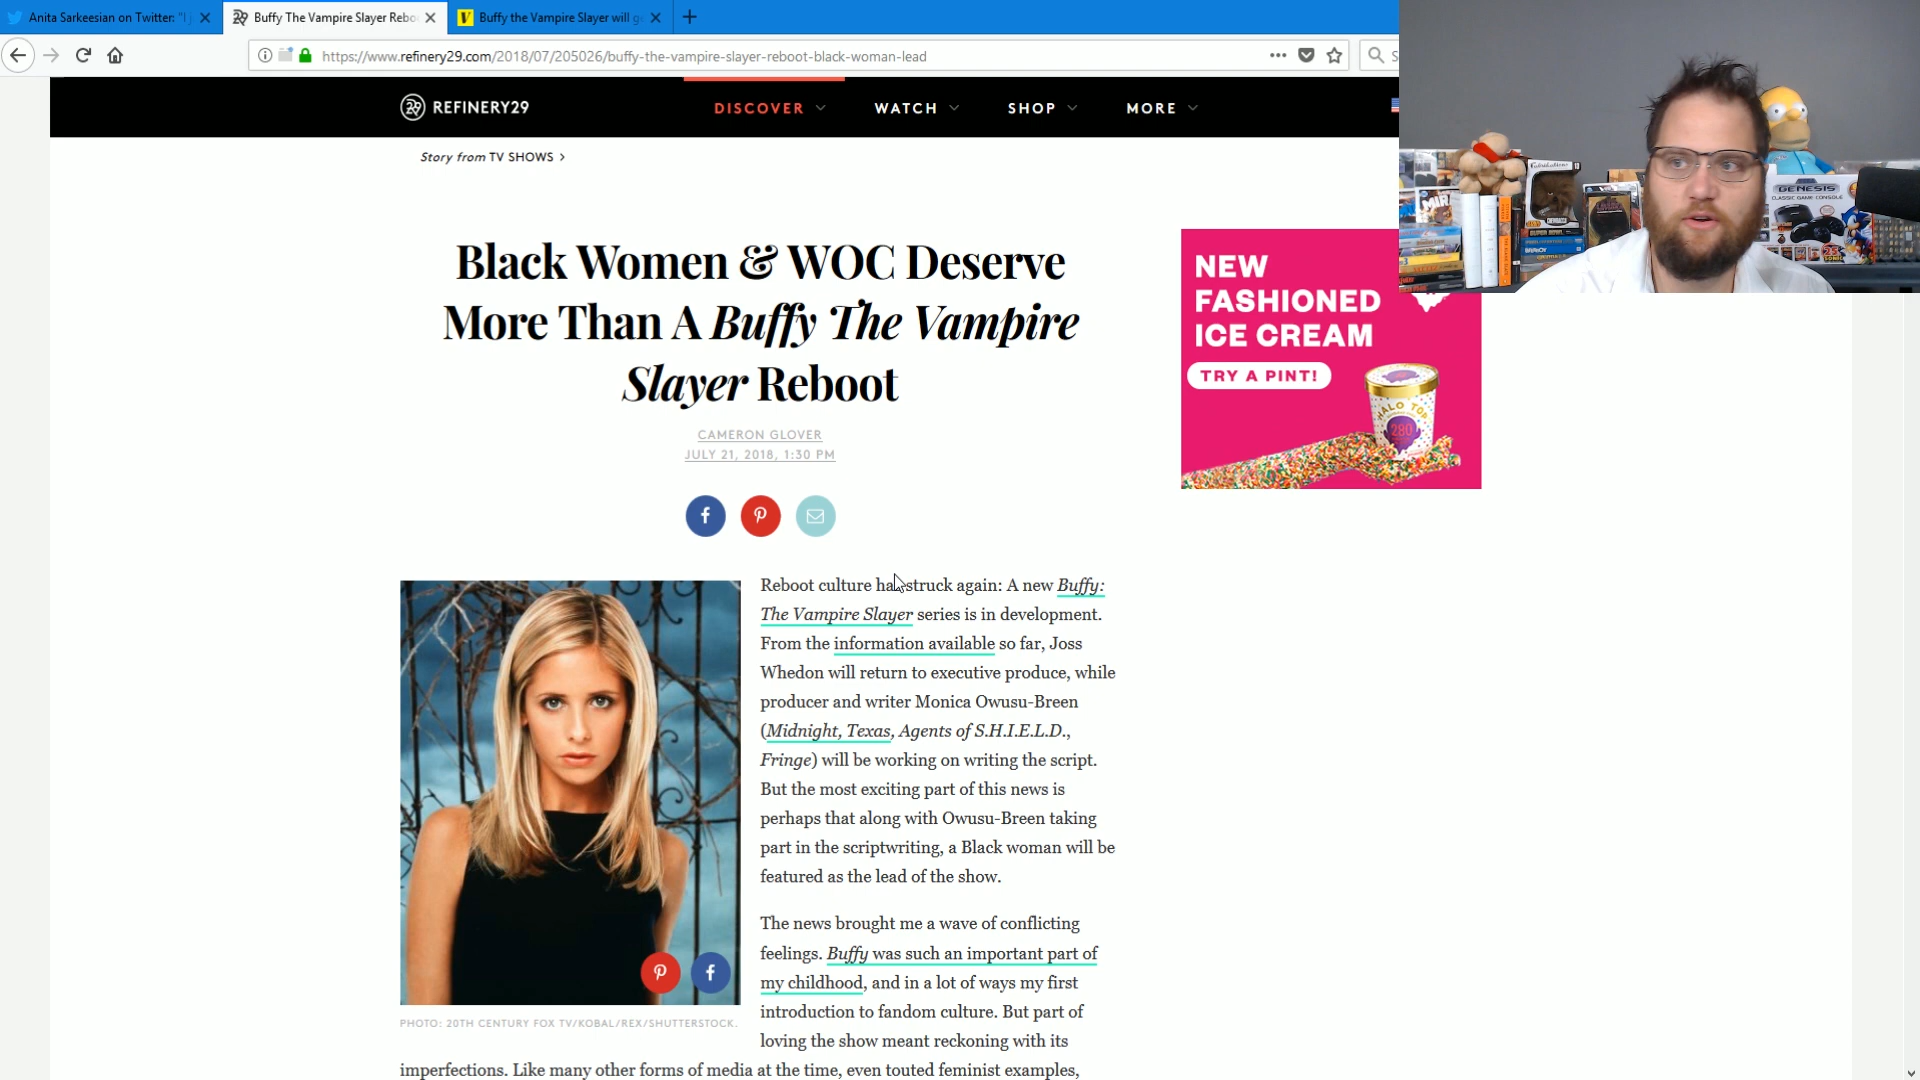 Anita Sarkeesian on Twitter: "I j
Buffy The Vampire Slayer Rebo
Buffy the Vampire Slayer will g
https://www.refinery29.com/2018/07/205026/buffy-the-vampire-slayer-reboot-black-woman-lead
REFINERY29
DISCOVER
WATCH
SHOP
MORE
Story from TV SHOWS >
Black Women & WOC Deserve
More Than A Buffy The Vampire
Slayer Reboot
CAMERON GLOVER
JULY 21, 2018, 1:30 PM
NEW
FASHIONED
ICE CREAM
TRY A PINT!
HALO TOP
280
GENESIS
CLASSIC GAME CONSOLE
Reboot culture ha struck again: A new Buffy:
The Vampire Slayer series is in development.
From the information available so far, Joss
Whedon will return to executive produce, while
producer and writer Monica Owusu-Breen
(Midnight, Texas, Agents of S.H.I.E.L.D.,
Fringe) will be working on writing the script.
But the most exciting part of this news is
perhaps that along with Owusu-Breen taking
part in the scriptwriting, a Black woman will be
featured as the lead of the show.
The news brought me a wave of conflicting
feelings. Buffy was such an important part of
my childhood, and in a lot of ways my first
introduction to fandom culture. But part of
loving the show meant reckoning with its
imperfections. Like many other forms of media at the time, even touted feminist examples,
PHOTO: 20TH CENTURY FOX TV/KOBAL/REX/SHUTTERSTOCK.